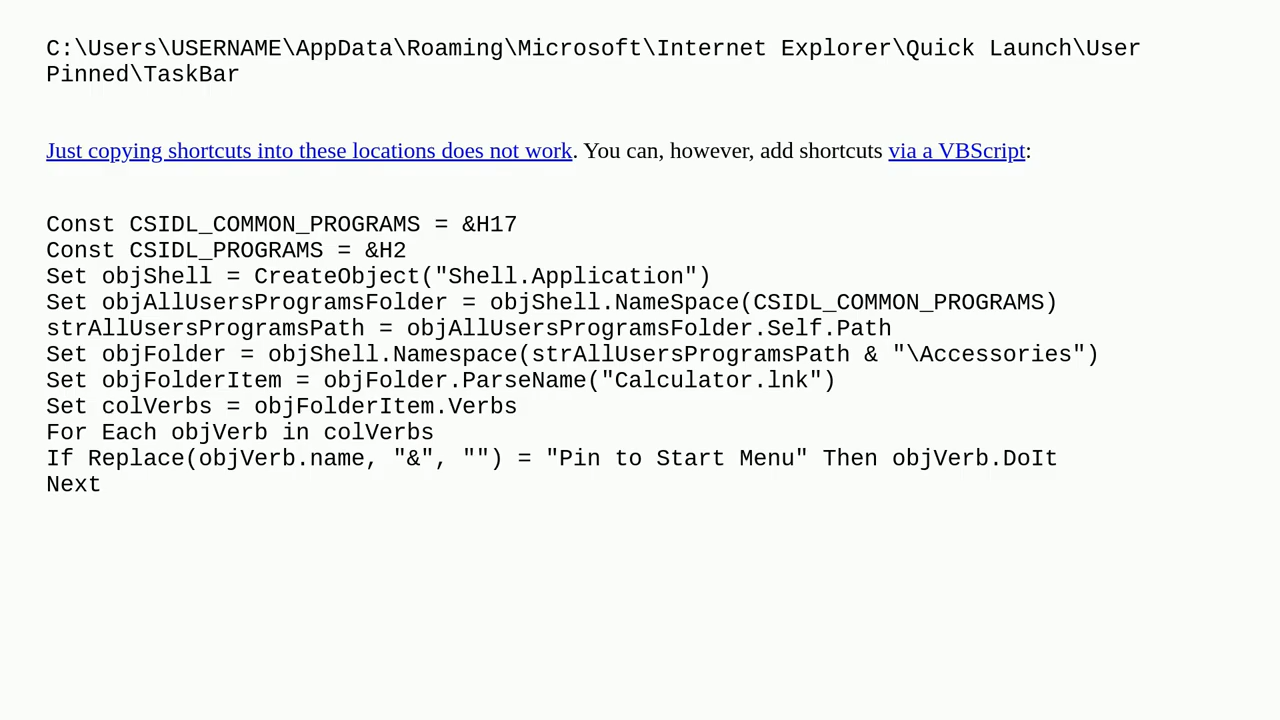 C:\Users\USERNAME\AppData\Roaming\Microsoft\Internet Explorer\Quick Launch\User
Pinned\TaskBar
Just copying shortcuts into these locations does not work. You can, however, add shortcuts via a VBScript:
Const CSIDL_COMMON_PROGRAMS = &H17
Const CSIDL_PROGRAMS = &H2
Set objShell = CreateObject("Shell.Application")
Set objAllUsersProgramsFolder = objShell.NameSpace(CSIDL_COMMON_PROGRAMS)
strAllUsersProgramsPath = objAllUsersProgramsFolder.Self.Path
Set objFolder = objShell.Namespace(strAllUsersProgramsPath & "\Accessories")
Set objFolderItem = objFolder.ParseName("Calculator.lnk")
Set colVerbs = objFolderItem.Verbs
For Each objVerb in colVerbs
If Replace(objVerb.name, "&", "") = "Pin to Start Menu" Then objVerb.DoIt
Next